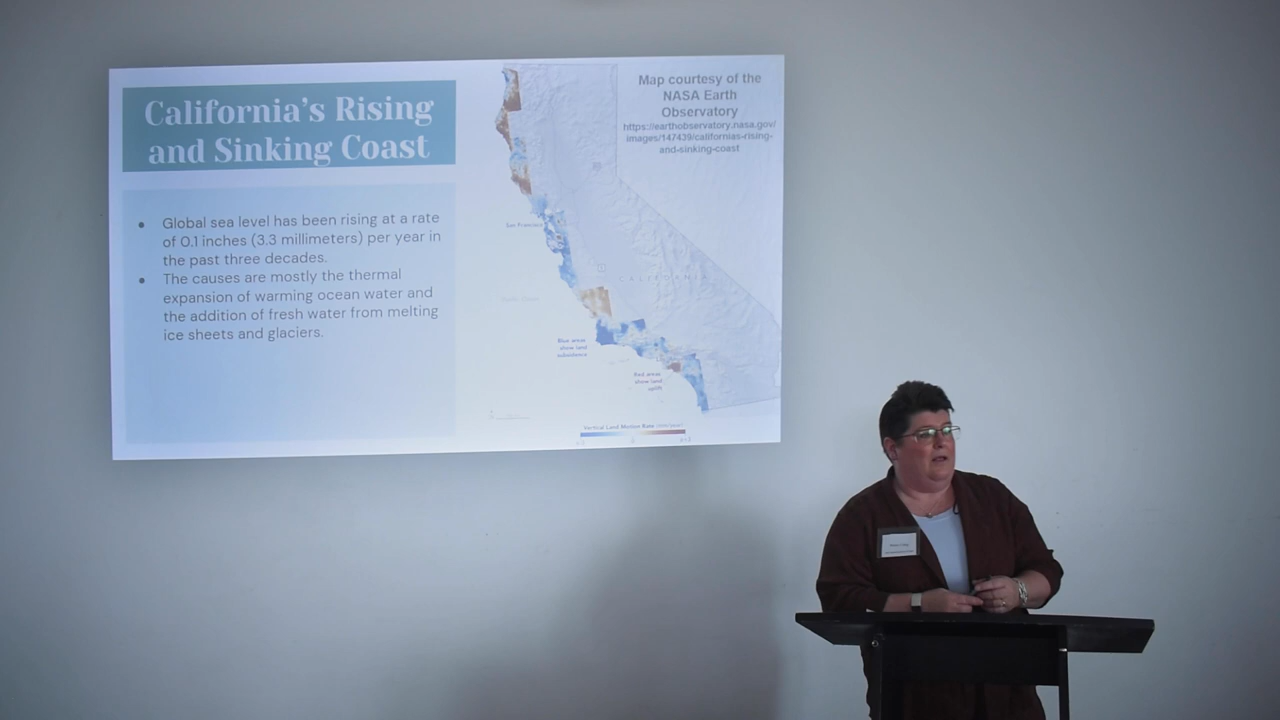 California's Rising
and Sinking Coast
Global sea level has been rising at a rate
of 0.1 inches (3.3 millimeters) per year in
the past three decades.
The causes are mostly the thermal
expansion of warming ocean water and
the addition of fresh water from melting
ice sheets and glaciers.
Map courtesy of the
NASA Earth
Observatory
https://earthobservatory.nasa.gov/
images/147439/californias-rising-
and-sinking-coast
San Francisco
CALIFORNIA
Blue areas
show land
subsidence
Red areas
show land
uplift
Vertical Land Motion Rate (mm/year)